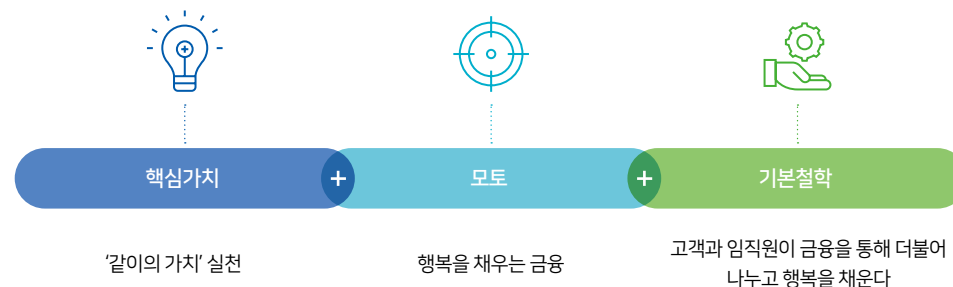 핵심가치
+
모토
+
기본철학
‘같이의 가치’ 실천
행복을 채우는 금융
고객과 임직원이 금융을 통해 더불어
나누고 행복을 채운다